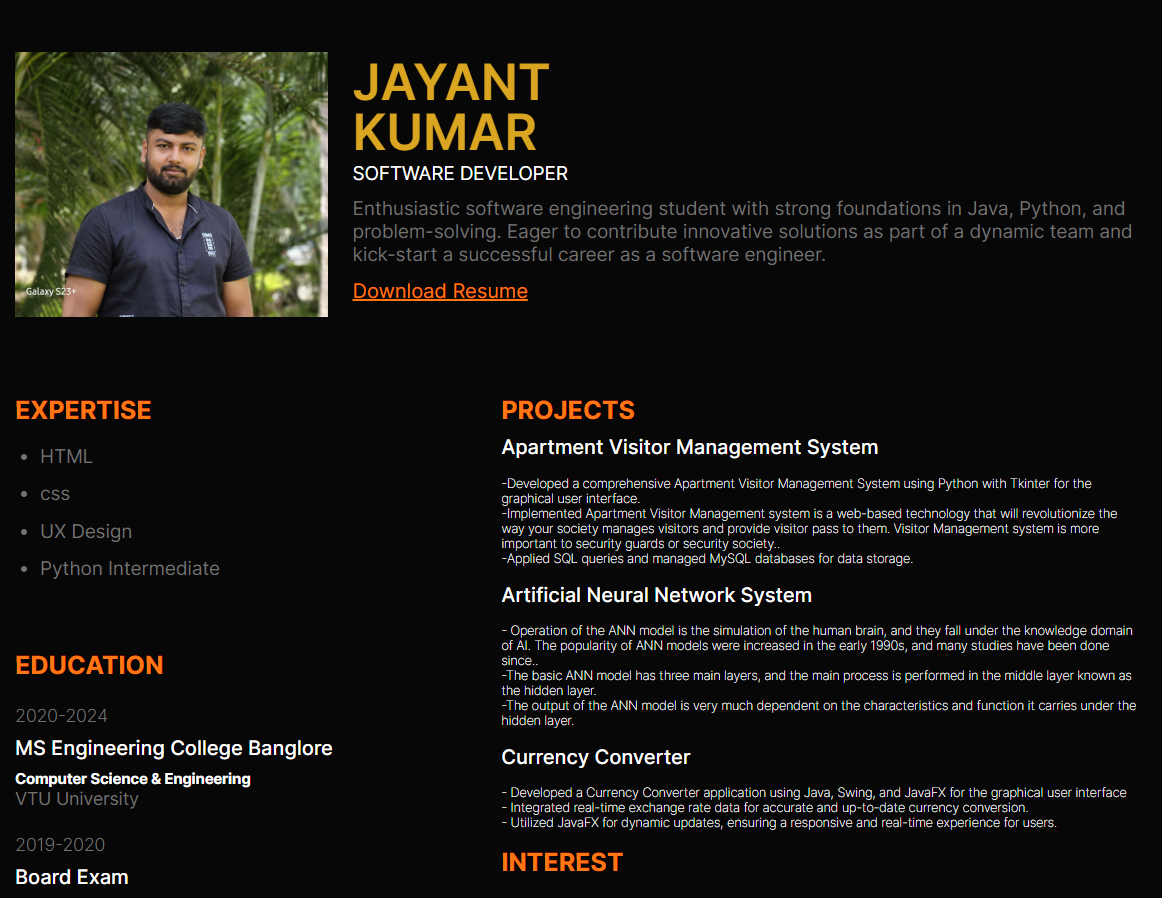 JAYANT
KUMAR
SOFTWARE DEVELOPER
Enthusiastic software engineering student with strong foundations in Java, Python, and
problem-solving. Eager to contribute innovative solutions as part of a dynamic team and
kick-start a successful career as a software engineer.
Download Resume
Galaxy S23+
EXPERTISE
• HTML
• css
• UX Design
• Python Intermediate
EDUCATION
2020-2024
MS Engineering College Banglore
Computer Science & Engineering
VTU University
2019-2020
Board Exam
PROJECTS
Apartment Visitor Management System
-Developed a comprehensive Apartment Visitor Management System using Python with Tkinter for the
graphical user interface.
-Implemented Apartment Visitor Management system is a web-based technology that will revolutionize the
way your society manages visitors and provide visitor pass to them. Visitor Management system is more
important to security guards or security society..
-Applied SQL queries and managed MySQL databases for data storage.
Artificial Neural Network System
- Operation of the ANN model is the simulation of the human brain, and they fall under the knowledge domain
of AI. The popularity of ANN models were increased in the early 1990s, and many studies have been done
since..
-The basic ANN model has three main layers, and the main process is performed in the middle layer known as
the hidden layer.
-The output of the ANN model is very much dependent on the characteristics and function it carries under the
hidden layer.
Currency Converter
- Developed a Currency Converter application using Java, Swing, and JavaFX for the graphical user interface
- Integrated real-time exchange rate data for accurate and up-to-date currency conversion.
- Utilized JavaFX for dynamic updates, ensuring a responsive and real-time experience for users.
INTEREST